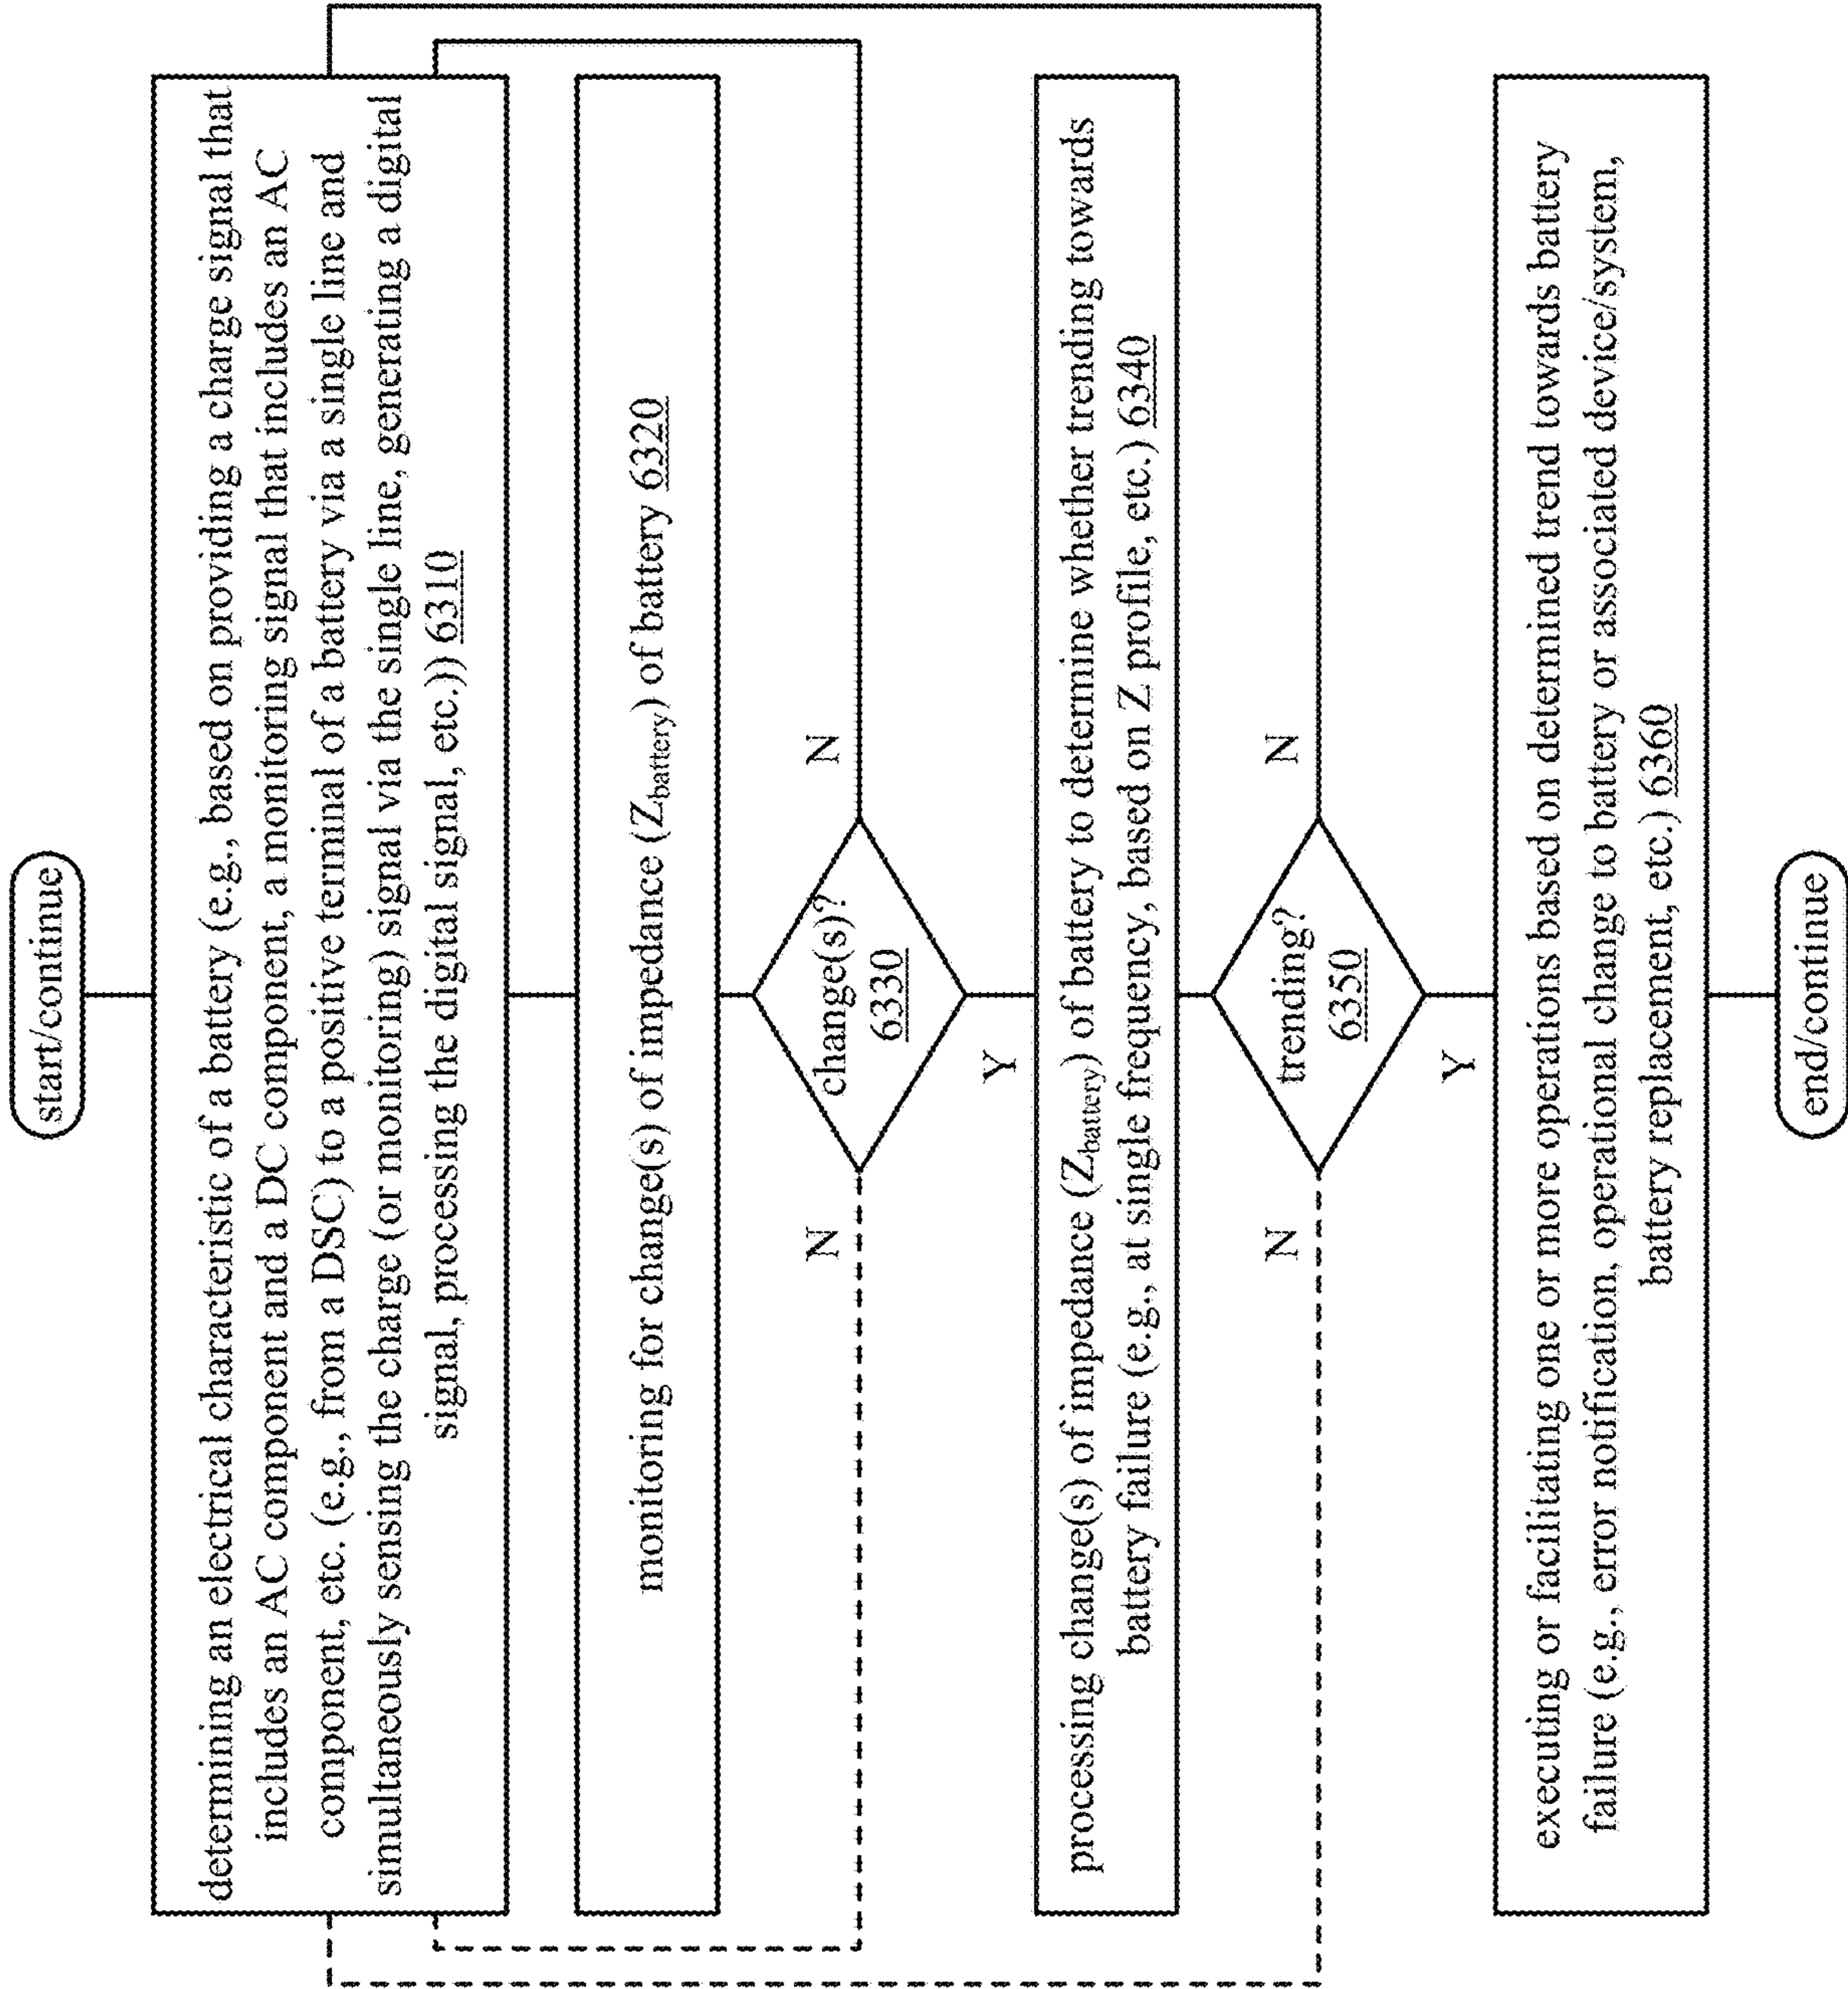 start/continue
determining an electrical characteristic of a battery (e.g., based on providing a charge signal that
includes an AC component and a DC component, a monitoring signal that includes an AC
component, etc. (e.g., from a DSC) to a positive terminal of a battery via a single line and
simultaneously sensing the charge (or monitoring) signal via the single line, generating a digital
signal, processing the digital signal, etc.)) 6310
monitoring for change(s) of impedance (Zbattery) of battery 6320
change(s)?
6330
N
N
Y
processing change(s) of impedance (Zbattery) of battery to determine whether trending towards
battery failure (e.g., at single frequency, based on Z profile, etc.) 6340
trending?
6350
N
N
Y
executing or facilitating one or more operations based on determined trend towards battery
failure (e.g., error notification, operational change to battery or associated device/system,
battery replacement, etc.) 6360
end/continue